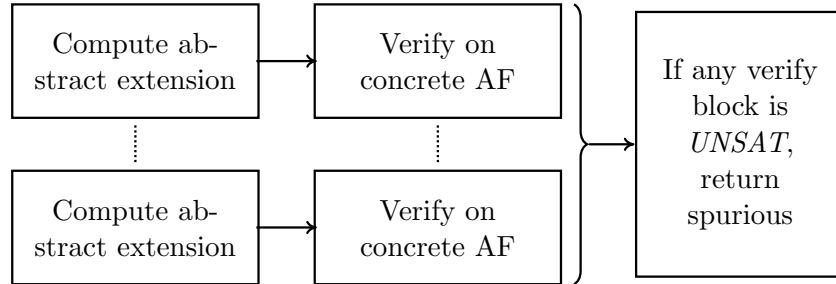 Compute ab-
stract extension
Verify on
concrete AF
Compute ab-
stract extension
Verify on
concrete AF
If any verify
block is
UNSAT,
return
spurious